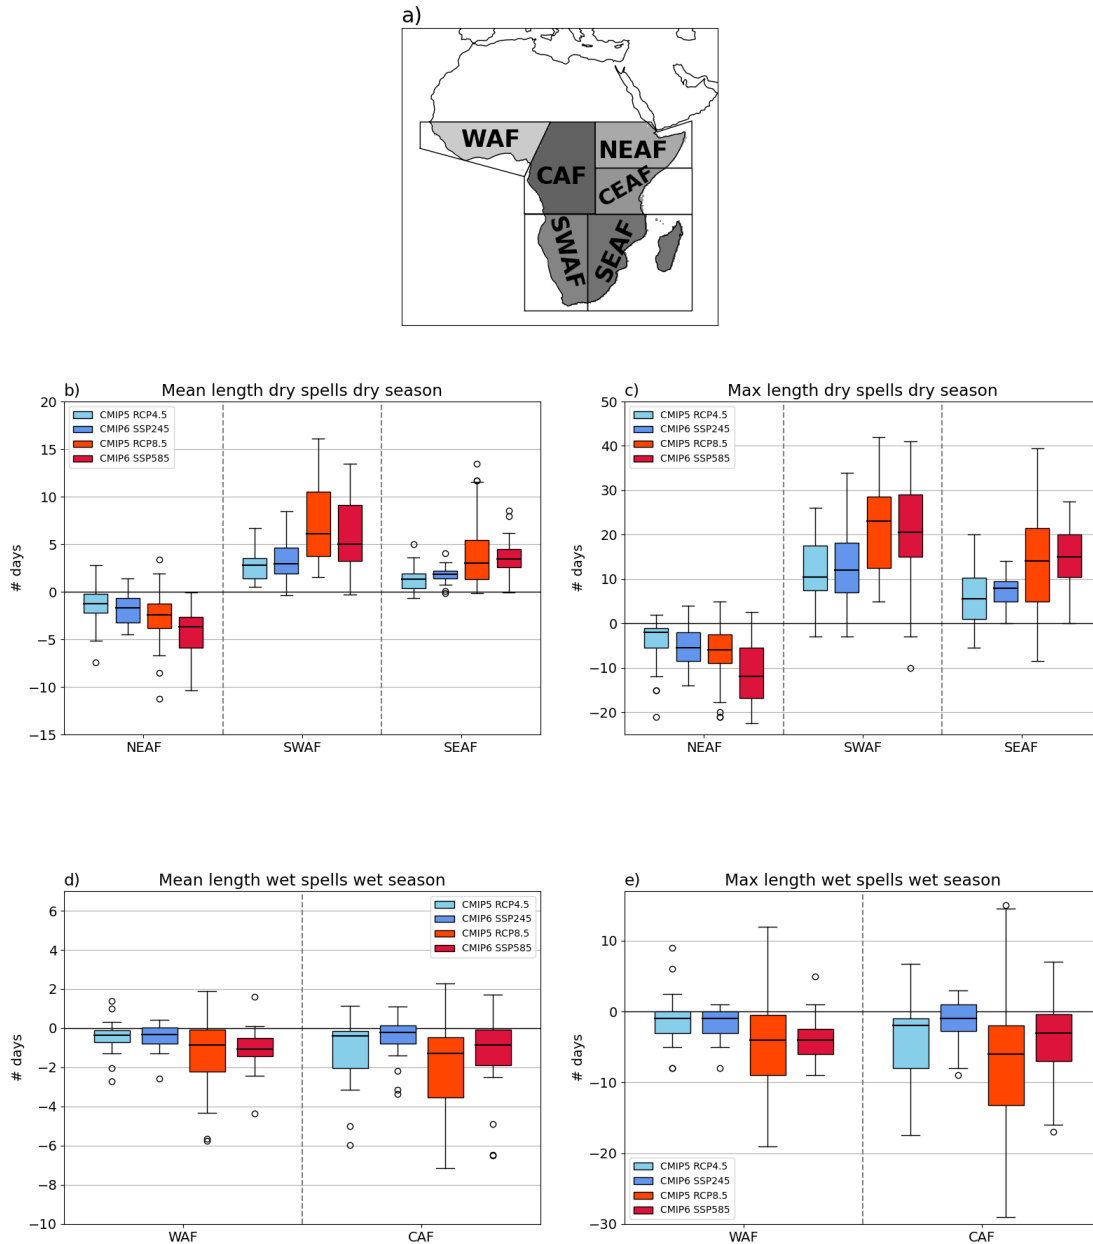 a)
WAF
NEAF
CAF
CEAF
SWAF
SEAF
b)
Mean length dry spells dry season
CMIP5 RCP4.5
CMIP6 SSP245
CMIP5 RCP8.5
CMIP6 SSP585
# days
20
15
10
5
0
−5
−10
−15
NEAF
SWAF
SEAF
c)
Max length dry spells dry season
CMIP5 RCP4.5
CMIP6 SSP245
CMIP5 RCP8.5
CMIP6 SSP585
# days
50
40
30
20
10
0
−10
−20
NEAF
SWAF
SEAF
d)
Mean length wet spells wet season
CMIP5 RCP4.5
CMIP6 SSP245
CMIP5 RCP8.5
CMIP6 SSP585
# days
6
4
2
0
−2
−4
−6
−8
−10
WAF
CAF
e)
Max length wet spells wet season
CMIP5 RCP4.5
CMIP6 SSP245
CMIP5 RCP8.5
CMIP6 SSP585
# days
10
0
−10
−20
−30
WAF
CAF